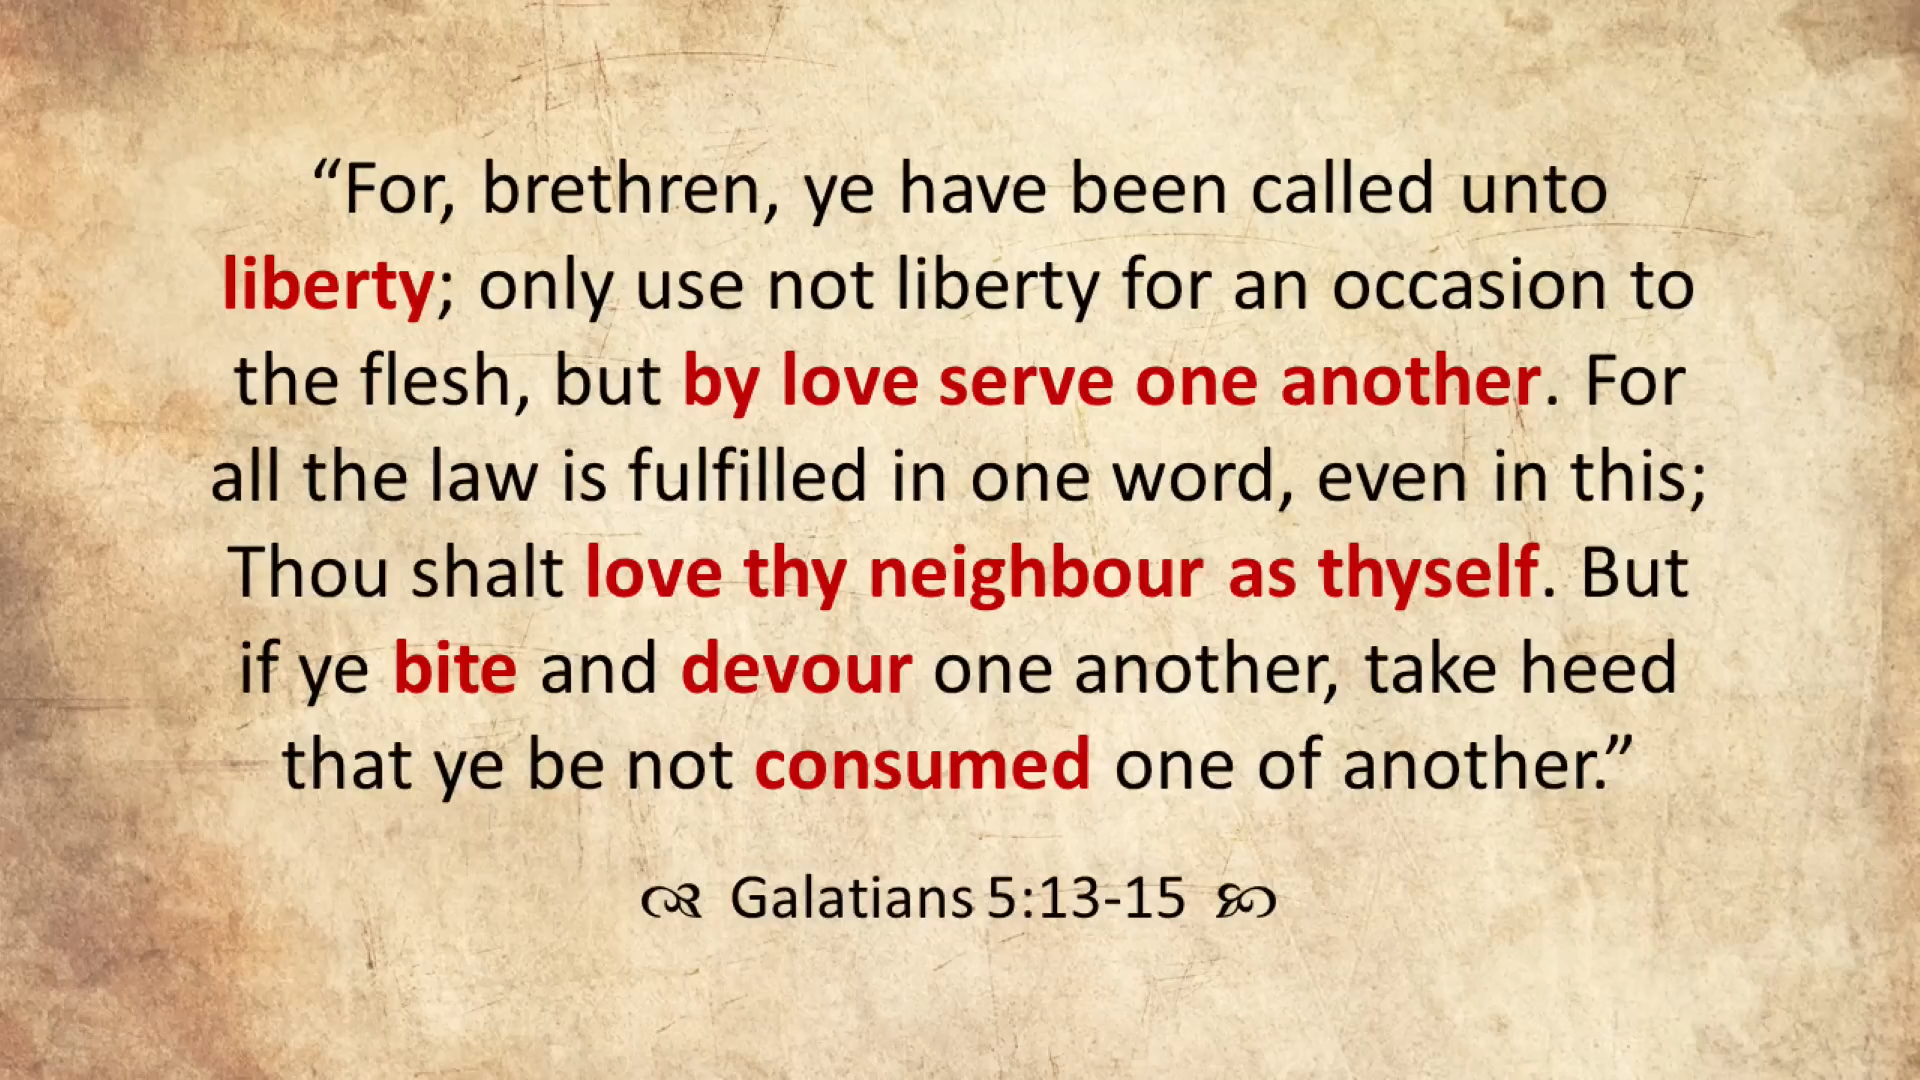 “For, brethren, ye have been called unto
liberty; only use not liberty for an occasion to
the flesh, but by love serve one another. For
all the law is fulfilled in one word, even in this;
Thou shalt love thy neighbour as thyself. But
if ye bite and devour one another, take heed
that ye be not consumed one of another.”
Galatians 5:13-15